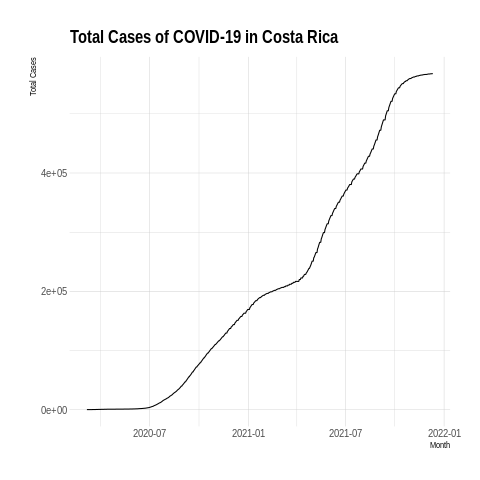 Total Cases of COVID-19 in Costa Rica
Total Cases
4e+05
2e+05
0e+00
2020-07 2021-01 2021-07 2022-01
Month